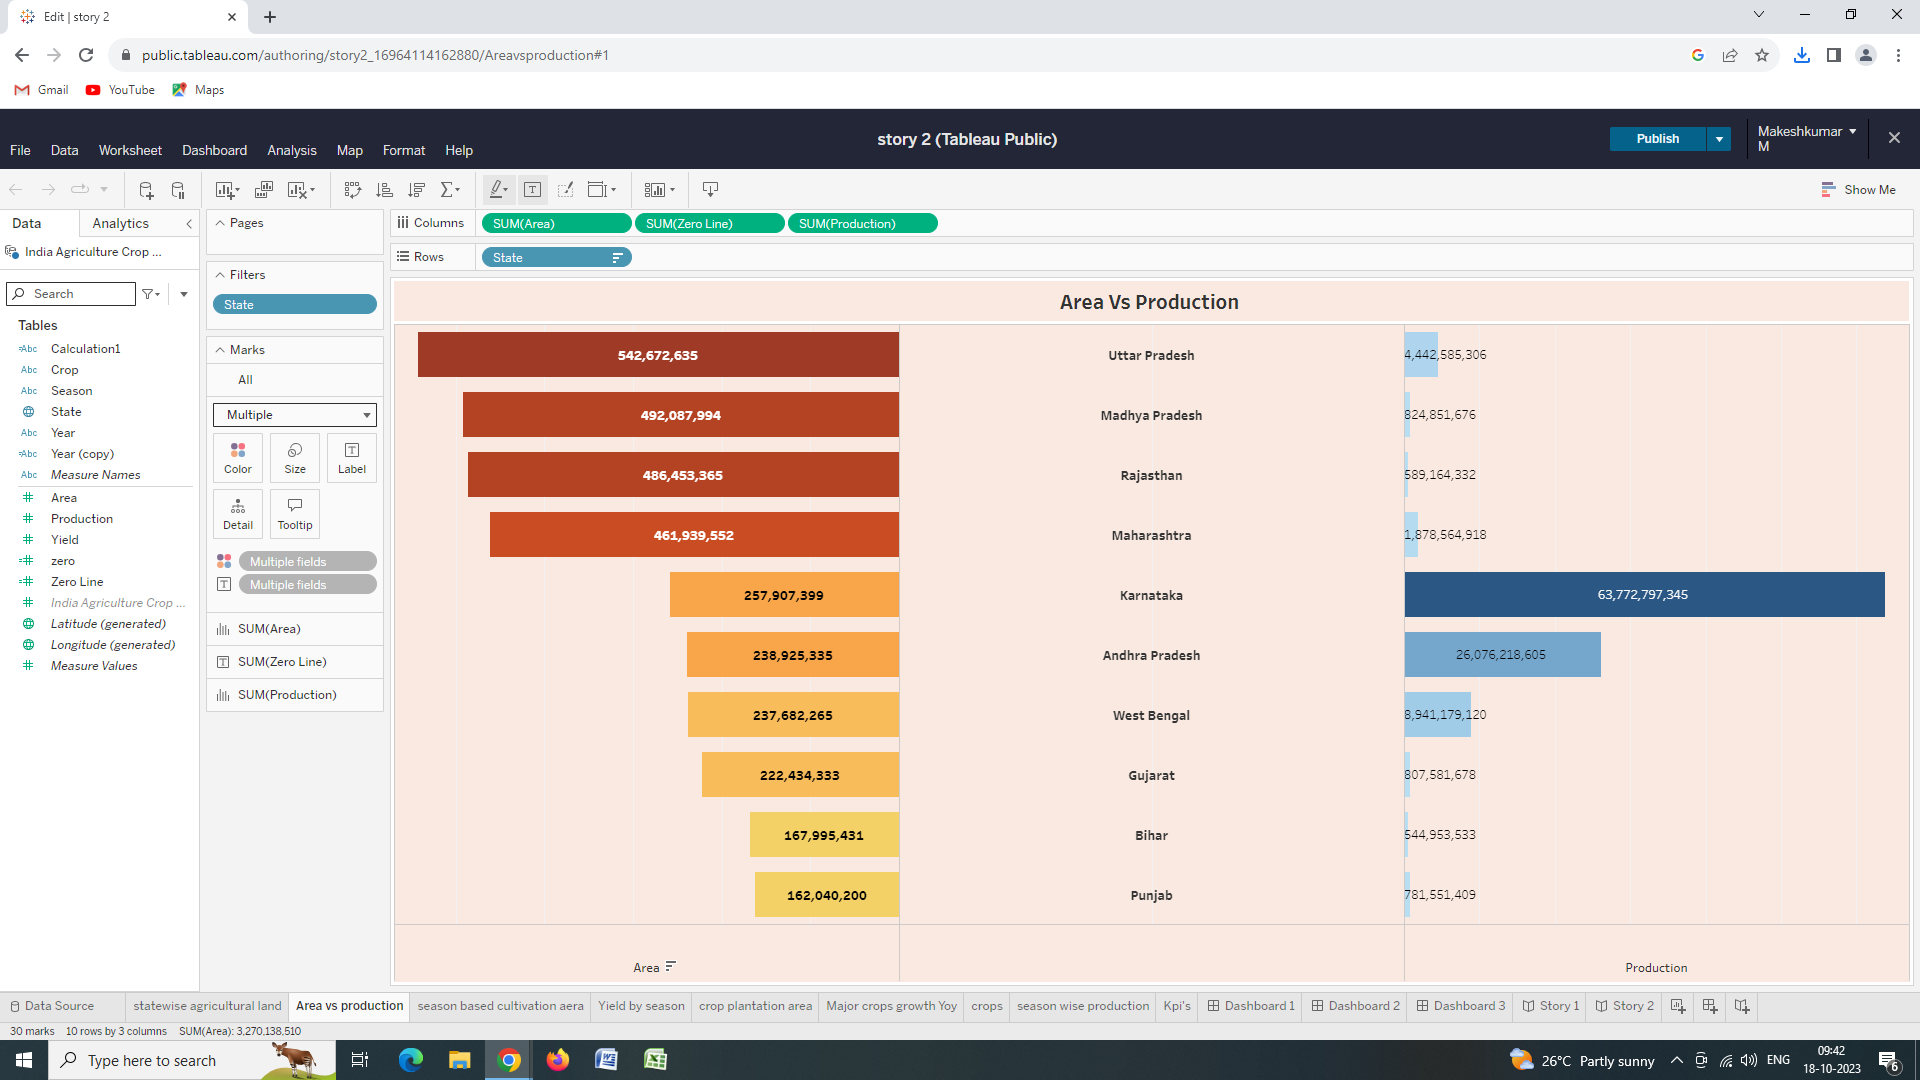 Edit | story 2
public.tableau.com/authoring/story2_16964114162880/Areavsproduction#1
Gmail YouTube Maps
story 2 (Tableau Public)
Publish
Makeshkumar M
File Data Worksheet Dashboard Analysis Map Format Help
Show Me
Data Analytics
India Agriculture Crop ...
Search
Tables
Abc Calculation1
Abc Crop
Abc Season
State
Abc Year
Abc Year (copy)
Abc Measure Names
Area
Production
Yield
zero
Zero Line
India Agriculture Crop ...
Latitude (generated)
Longitude (generated)
Measure Values
Pages
Filters
State
Marks
All
Multiple
Color Size Label
Detail Tooltip
Multiple fields
Multiple fields
SUM(Area)
SUM(Zero Line)
SUM(Production)
Columns SUM(Area) SUM(Zero Line) SUM(Production)
Rows State
Area Vs Production
542,672,635 Uttar Pradesh 4,442,585,306
492,087,994 Madhya Pradesh 824,851,676
486,453,365 Rajasthan 589,164,332
461,939,552 Maharashtra 1,878,564,918
257,907,399 Karnataka 63,772,797,345
238,925,335 Andhra Pradesh 26,076,218,605
237,682,265 West Bengal 8,941,179,120
222,434,333 Gujarat 807,581,678
167,995,431 Bihar 544,953,533
162,040,200 Punjab 781,551,409
Area Production
Data Source statewise agricultural land Area vs production season based cultivation aera Yield by season crop plantation area Major crops growth Yoy crops season wise production Kpi's Dashboard 1 Dashboard 2 Dashboard 3 Story 1 Story 2
30 marks 10 rows by 3 columns SUM(Area): 3,270,138,510
Type here to search
26°C Partly sunny
ENG
09:42
18-10-2023
6